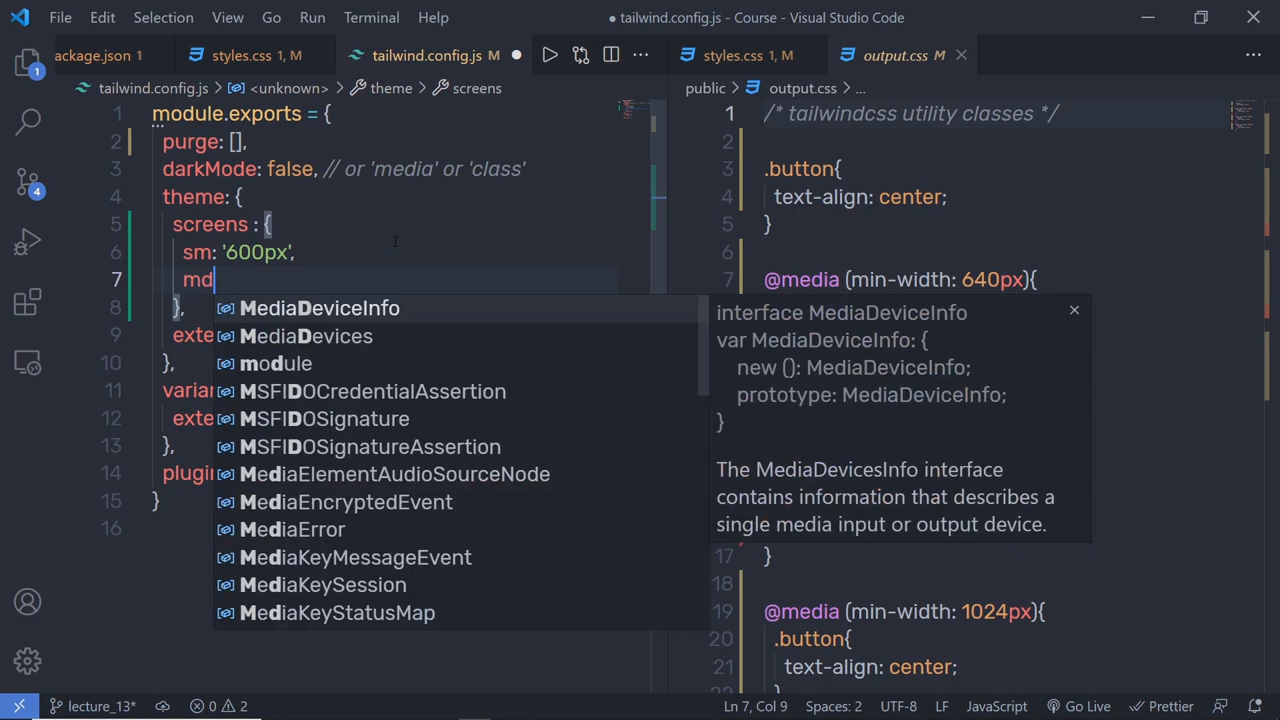 File Edit Selection View Go Run Terminal Help
● tailwind.config.js - Course - Visual Studio Code
1
4
ackage.json 1
styles.css 1, M
tailwind.config.js M
styles.css 1, M
output.css M
tailwind.config.js > <unknown> > theme > screens
1 module.exports = {
2 purge: [],
3 darkMode: false, // or 'media' or 'class'
4 theme: {
5 screens : {
6 sm: '600px',
7 md
8 },
9 exte
10 },
11 varian
12 exte
13 },
14 plugin
15 }
16
MediaDeviceInfo
MediaDevices
module
MSFIDOCredentialAssertion
MSFIDOSignature
MSFIDOSignatureAssertion
MediaElementAudioSourceNode
MediaEncryptedEvent
MediaError
MediaKeyMessageEvent
MediaKeySession
MediaKeyStatusMap
interface MediaDeviceInfo
var MediaDeviceInfo: {
new (): MediaDeviceInfo;
prototype: MediaDeviceInfo;
}
The MediaDevicesInfo interface
contains information that describes a
single media input or output device.
public > output.css > ...
1 /* tailwindcss utility classes */
2
3 .button{
4 text-align: center;
5 }
6
7 @media (min-width: 640px){
17 }
18
19 @media (min-width: 1024px){
20 .button{
21 text-align: center;
22 }
lecture_13* 0 2
Ln 7, Col 9 Spaces: 2 UTF-8 LF JavaScript Go Live Prettier